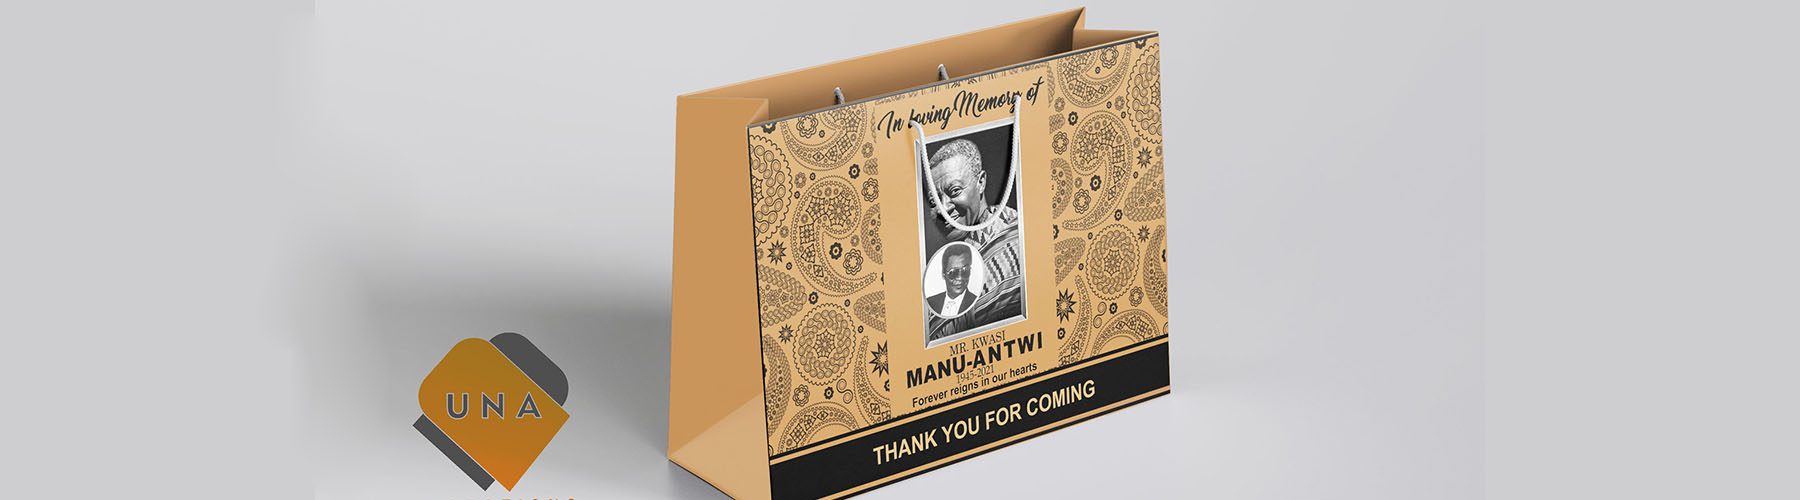 In loving Memory of
MR. KWASI
MANU-ANTWI
1945-2021
Forever reigns in our hearts
THANK YOU FOR COMING
UNA